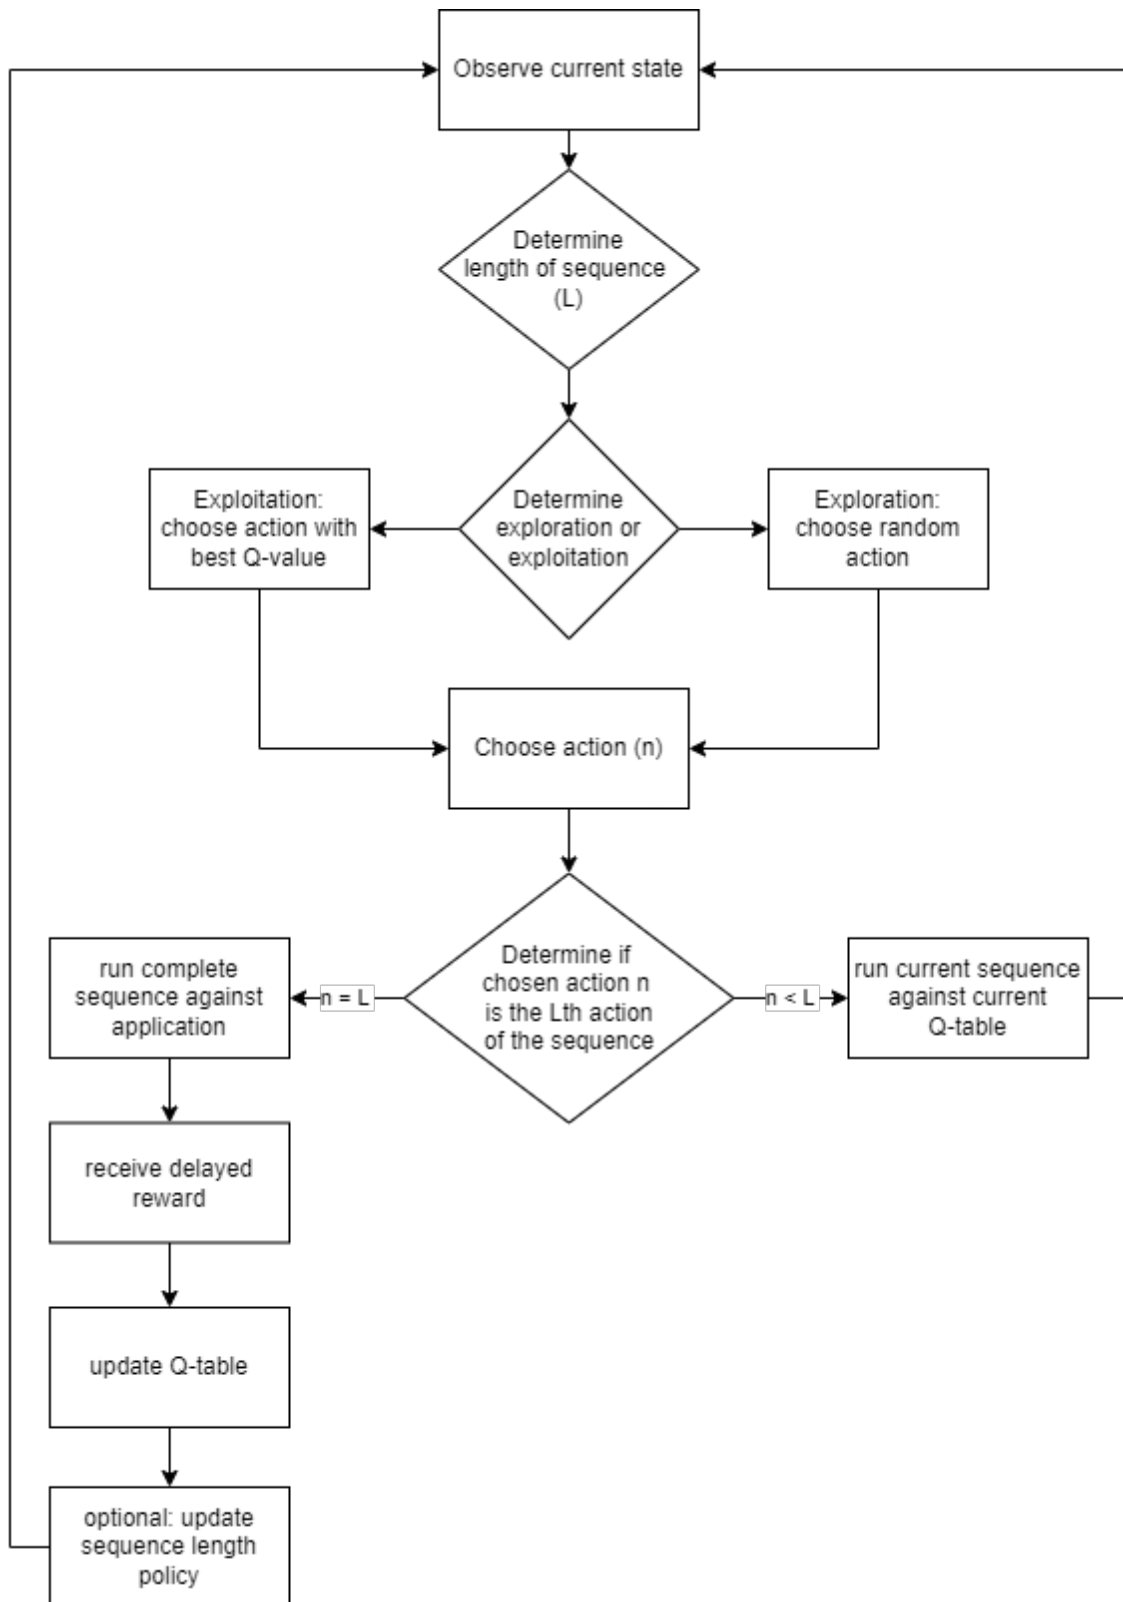 Observe current state
Determine
length of sequence
(L)
Exploitation:
choose action with
best Q-value
Determine
exploration or
exploitation
Exploration:
choose random
action
Choose action (n)
run complete
sequence against
application
n = L
Determine if
chosen action n
is the Lth action
of the sequence
n < L
run current sequence
against current
Q-table
receive delayed
reward
update Q-table
optional: update
sequence length
policy